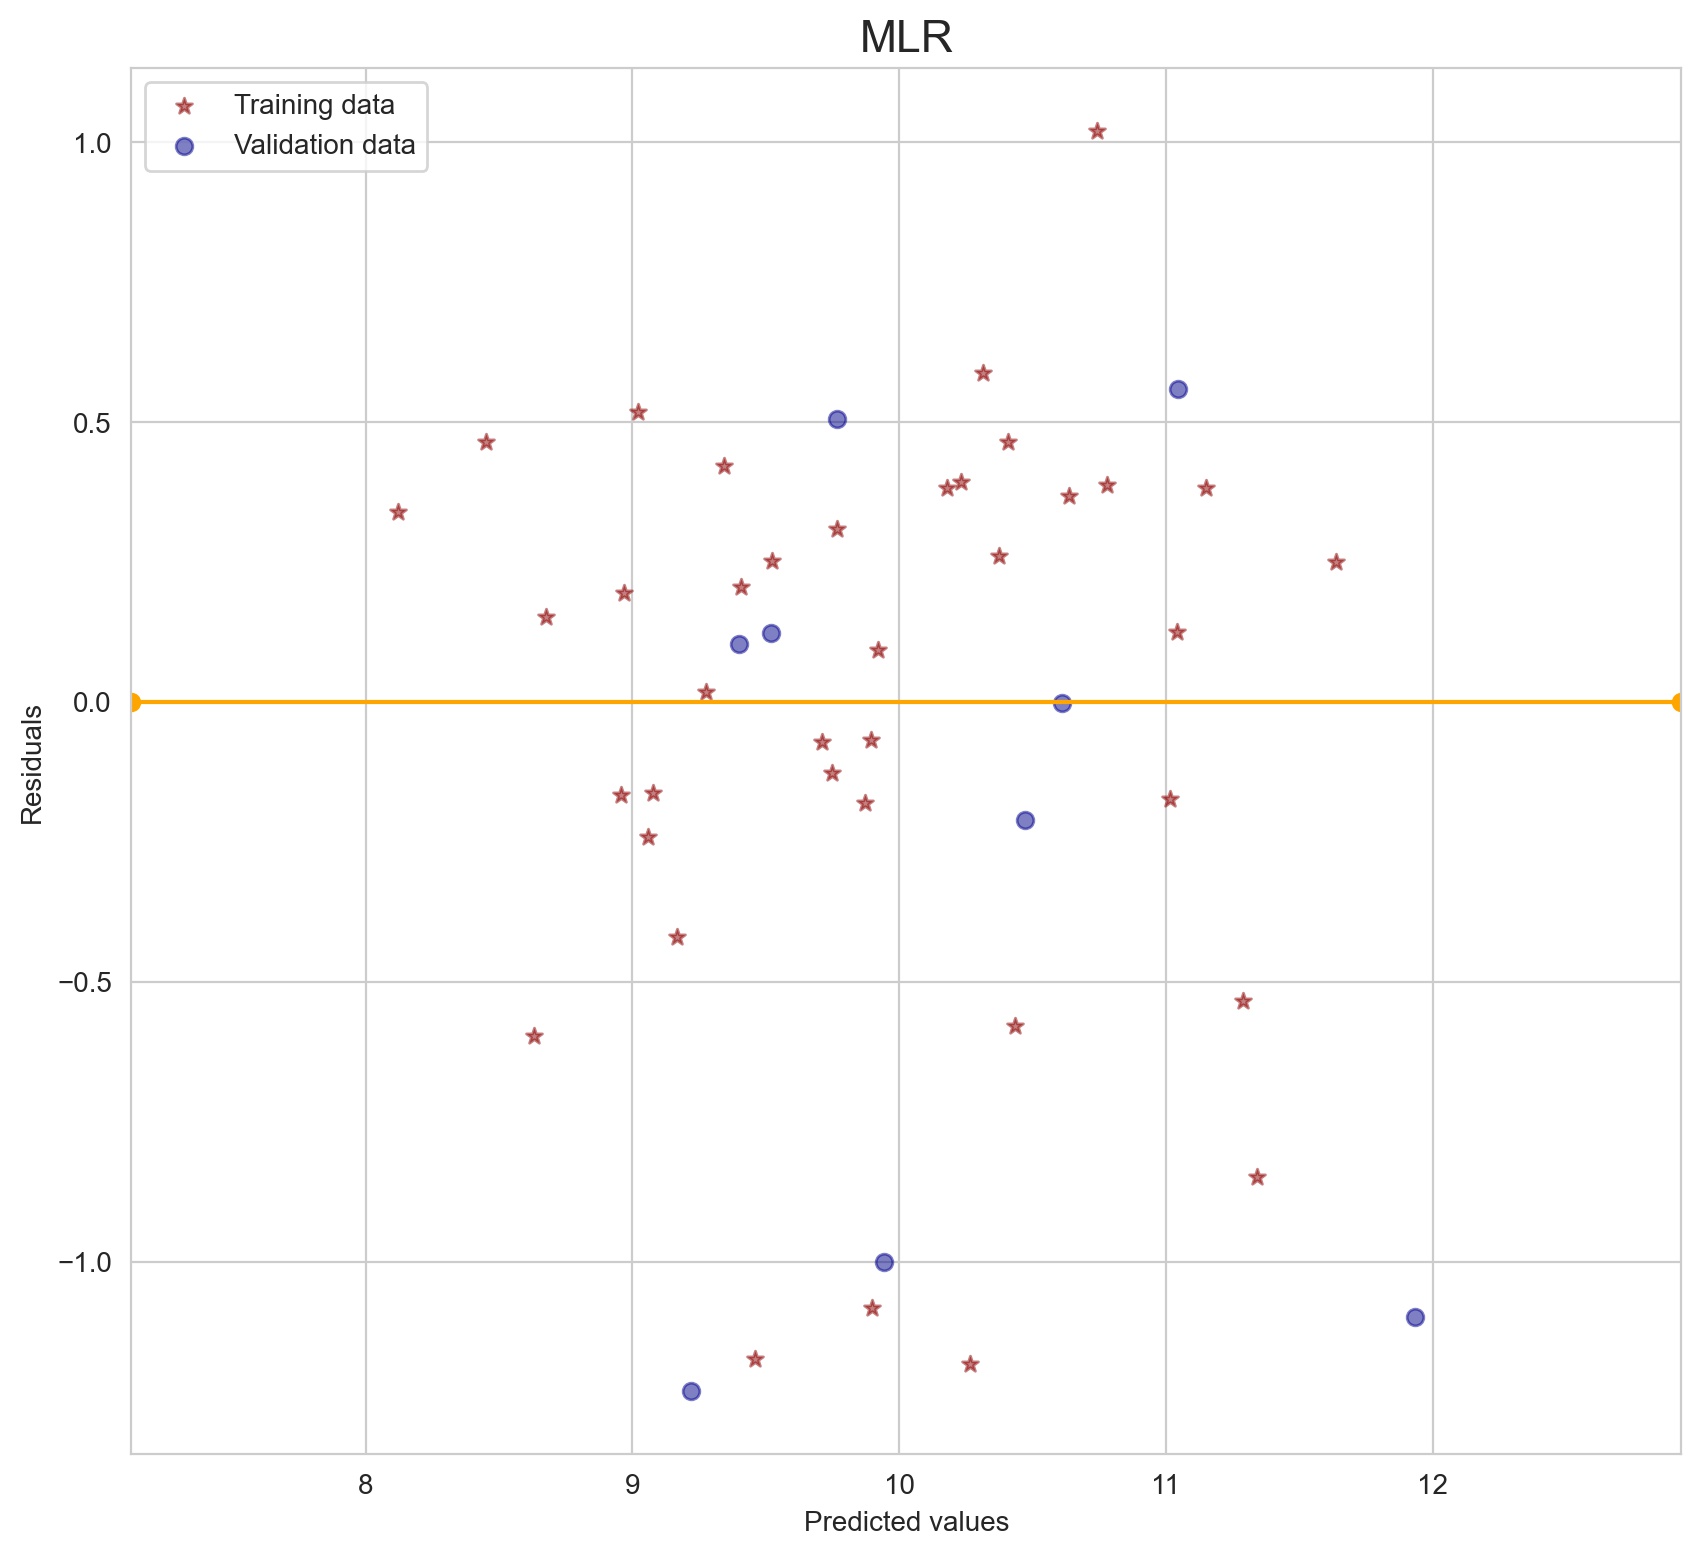 MLR
Training data
Validation data
1.0
0.5
0.0
−0.5
−1.0
Residuals
8 9 10 11 12
Predicted values